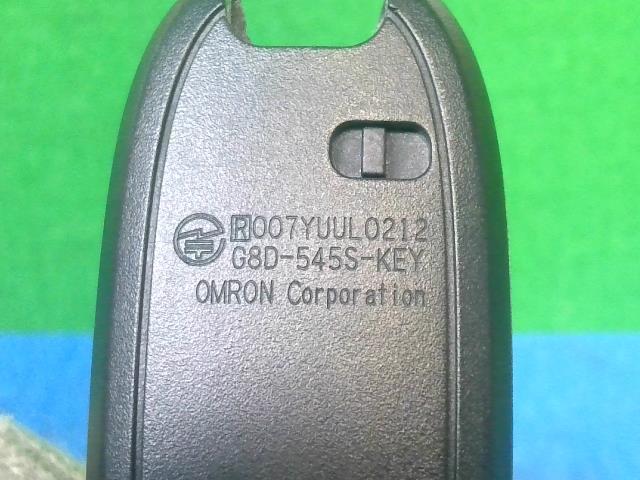 R007YUUL0212
G8D-545S-KEY
OMRON Corporation